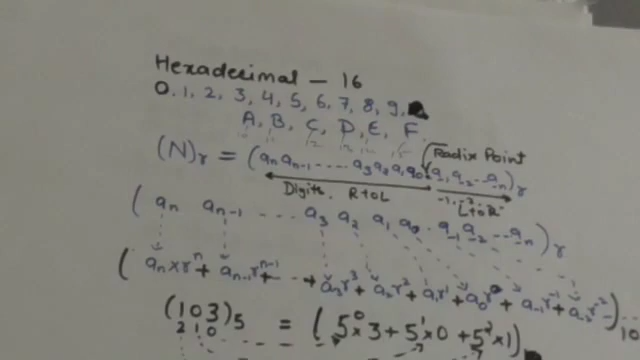 Hexadecimal - 16
0, 1, 2, 3, 4, 5, 6, 7, 8, 9,
A, B, C, D, E, F
(N)r = (an an-1 ..... a3 a2 a1 a0 . a-1 a-2 ... a-n)r
Radix Point
Digits R to L
-1, -2
L to R
(an an-1 ... a3 a2 a1 a0 . a-1 a-2 ... a-n)r
(an×r^n + an-1 r^n-1 + ... + a3r^3 + a2r^2 + a1r^1 + a0r^0 + a-1r^-1 + a-2r^-2 -)10
(103)5 = (5^0×3 + 5^1×0 + 5^2×1)
2 1 0